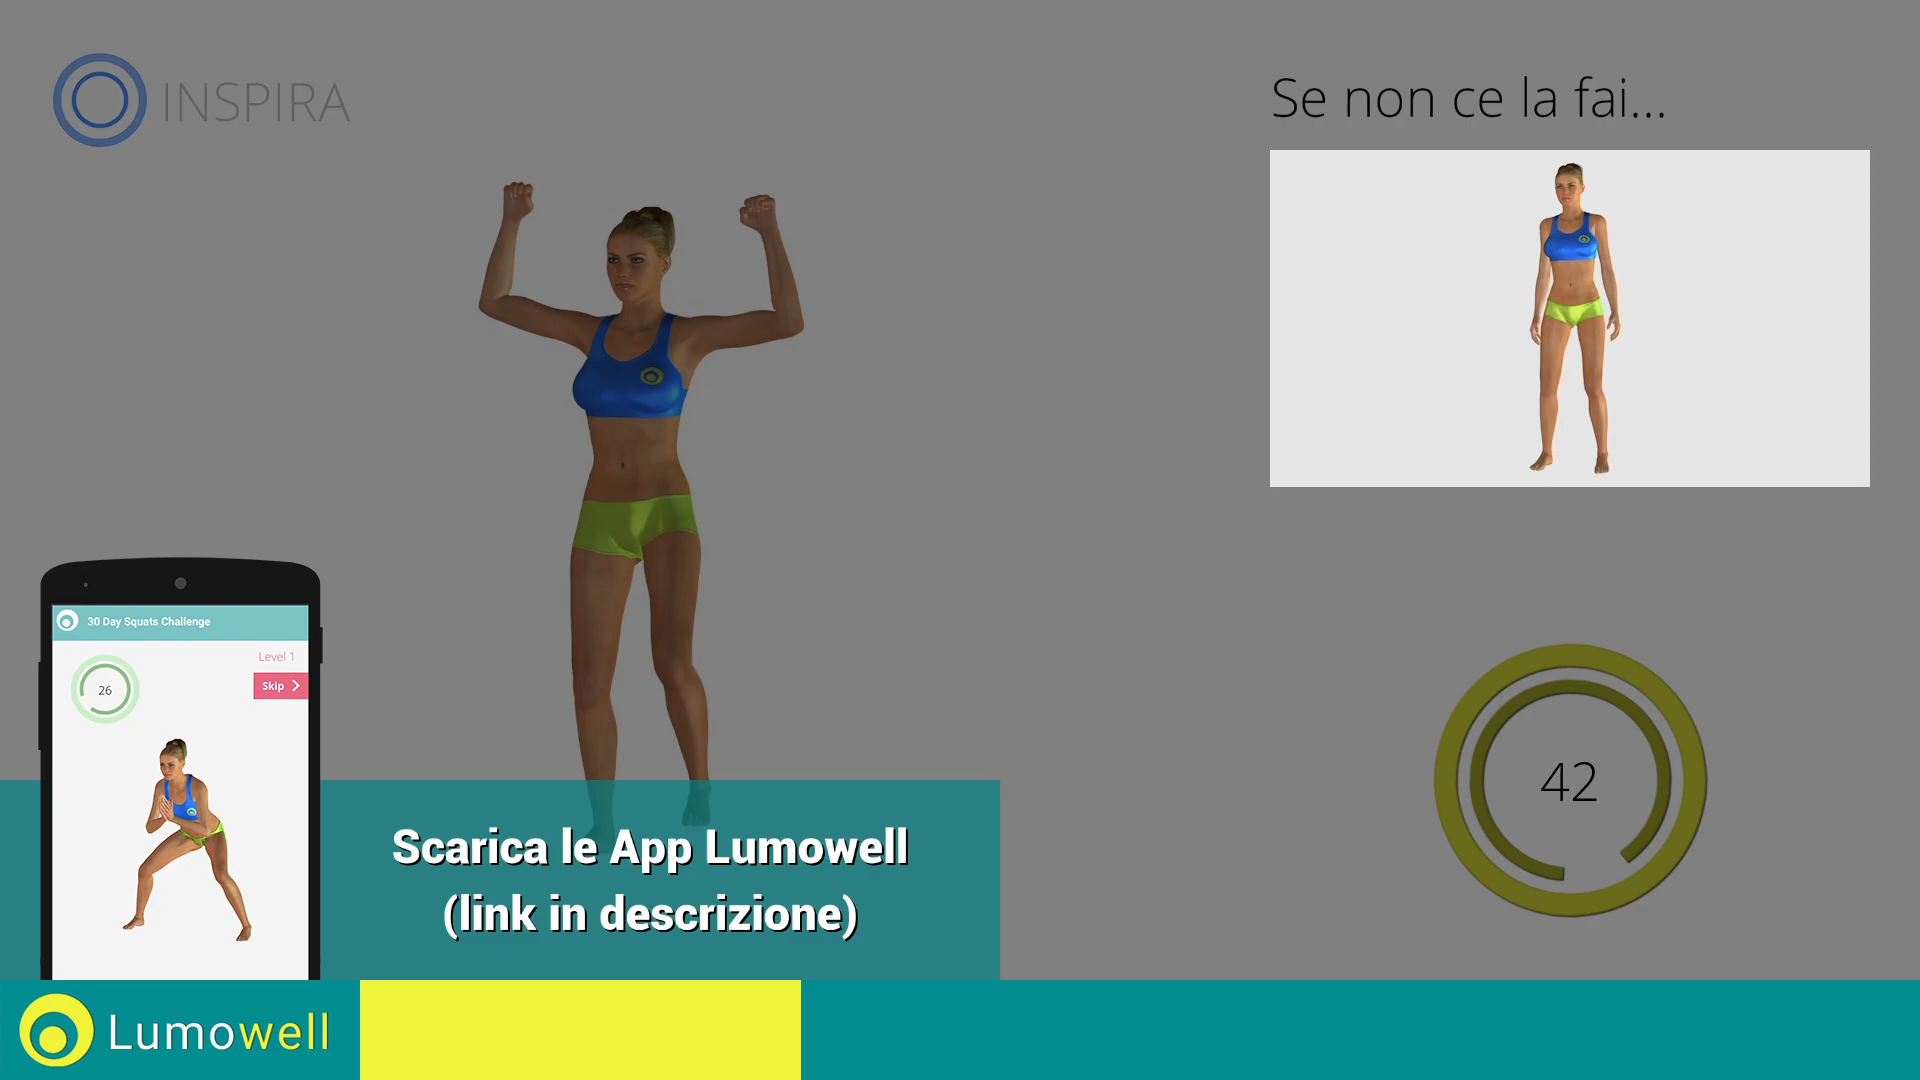 INSPIRA
Se non ce la fai...
30 Day Squats Challenge
Level 1
26
Skip
42
Scarica le App Lumowell
(link in descrizione)
Lumowell